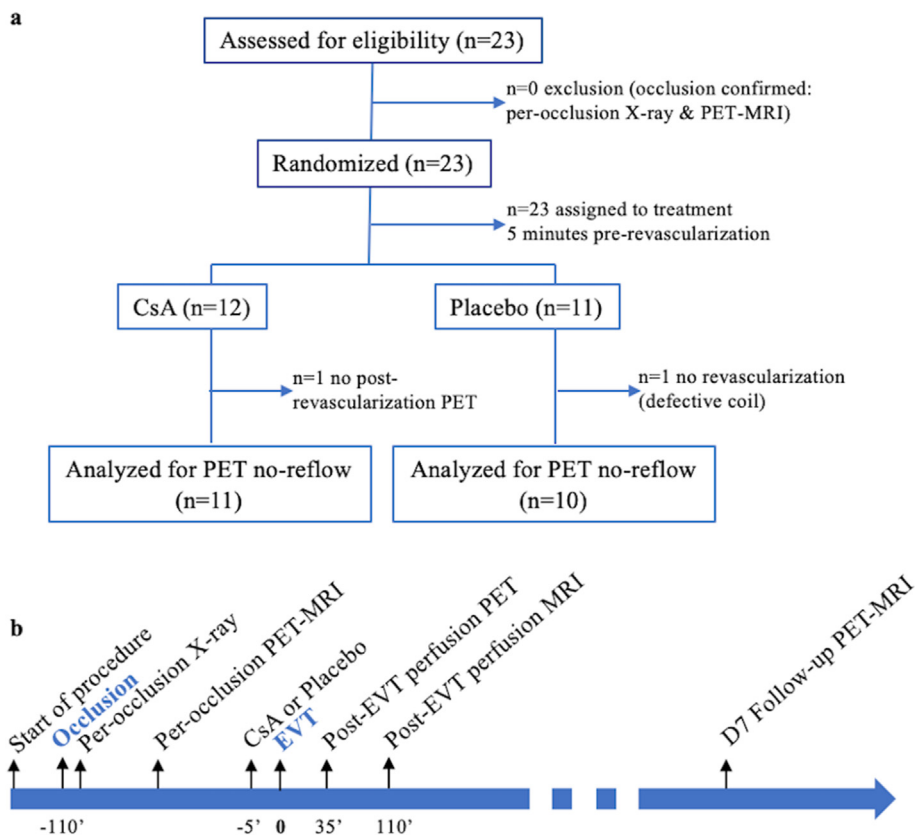 a
Assessed for eligibility (n=23)
n=0 exclusion (occlusion confirmed:
per-occlusion X-ray & PET-MRI)
Randomized (n=23)
n=23 assigned to treatment
5 minutes pre-revascularization
CsA (n=12)
Placebo (n=11)
n=1 no post-
revascularization PET
n=1 no revascularization
(defective coil)
Analyzed for PET no-reflow
(n=11)
Analyzed for PET no-reflow
(n=10)
b
Start of procedure
Occlusion
Per-occlusion X-ray
Per-occlusion PET-MRI
CsA or Placebo
EVT
Post-EVT perfusion PET
Post-EVT perfusion MRI
D7 Follow-up PET-MRI
-110’
-5’
0
35’
110’